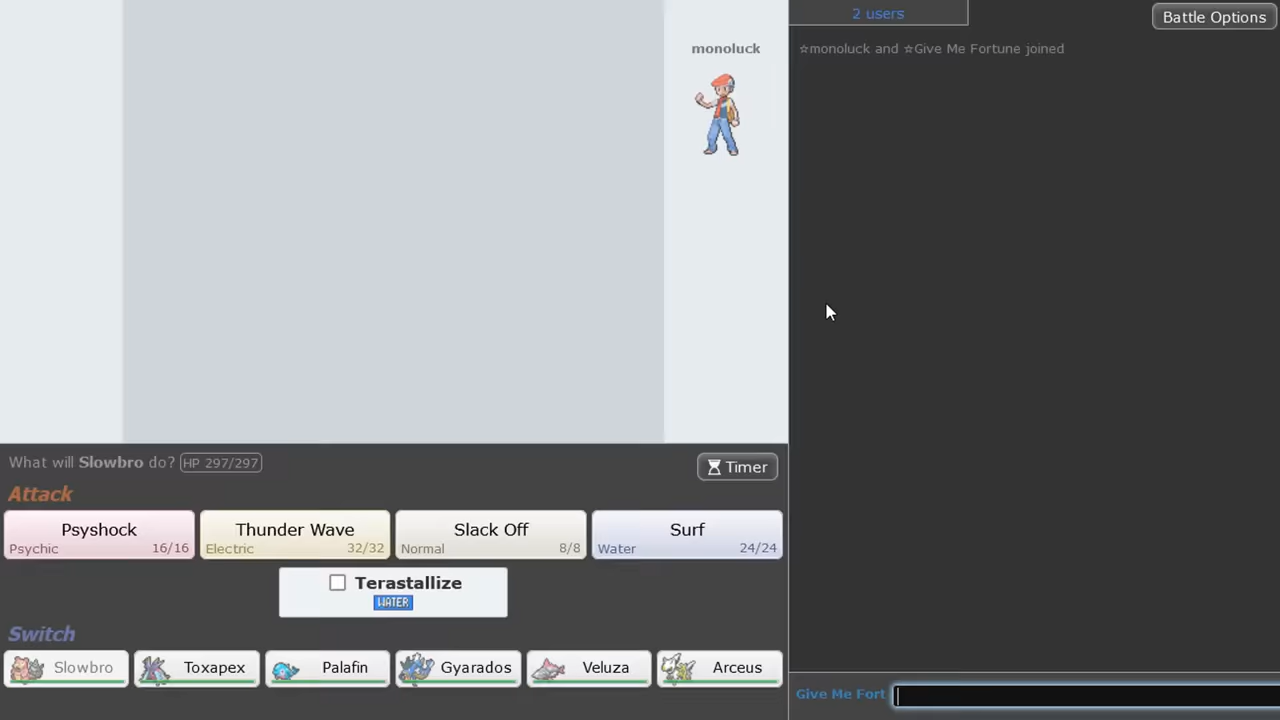 2 users
Battle Options
monoluck
☆monoluck and ☆Give Me Fortune joined
What will Slowbro do? HP 297/297
Timer
Attack
Psyshock
Thunder Wave
Slack Off
Surf
Psychic 16/16
Electric 32/32
Normal 8/8
Water 24/24
Terastallize
WATER
Switch
Slowbro
Toxapex
Palafin
Gyarados
Veluza
Arceus
Give Me Fort